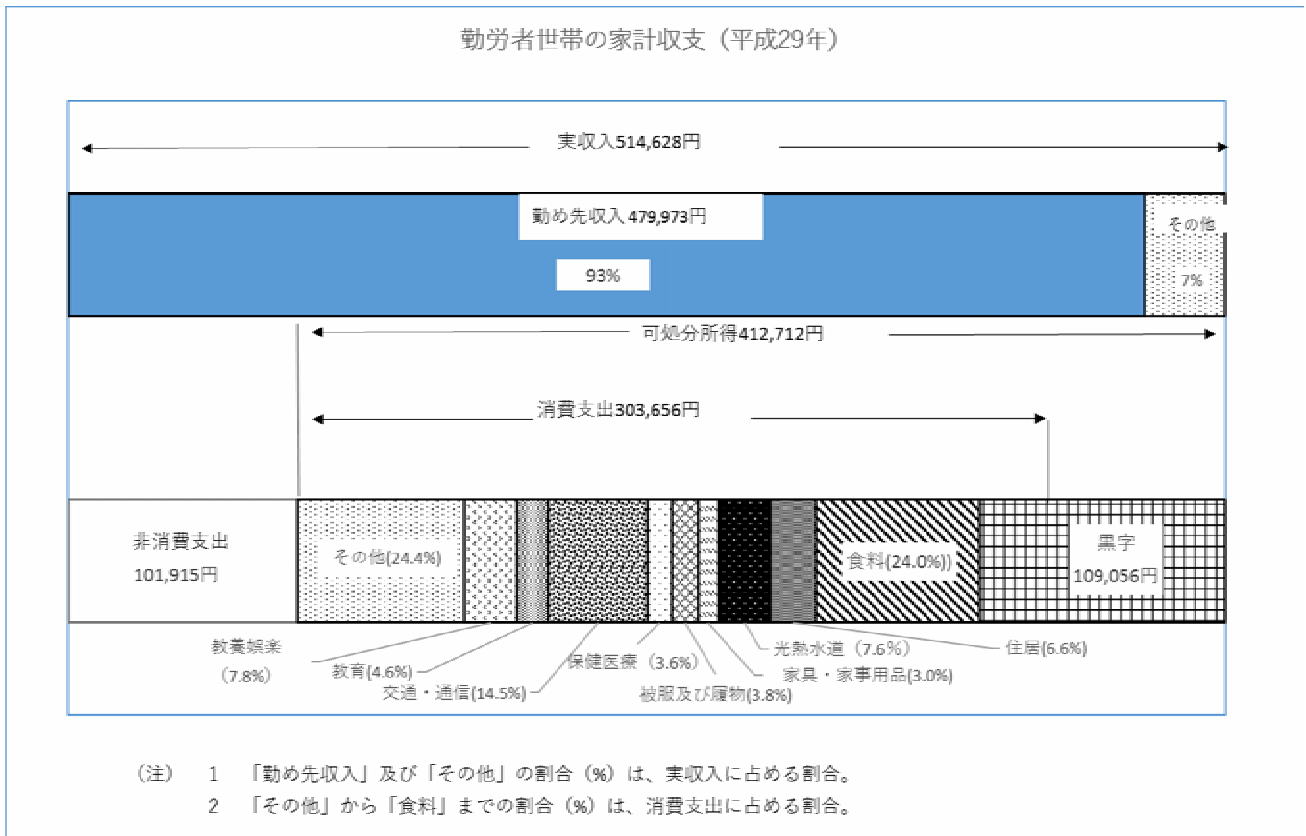 勤労者世帯の家計収支（平成29年）
実収入514,628円
勤め先収入479,973円
その他
93%
7%
可処分所得412,712円
消費支出303,656円
非消費支出
101,915円
その他(24.4%)
食料(24.0%))
黒字
109,056円
教養娯楽
（7.8%）
教育(4.6%)
交通・通信(14.5%)
保健医療（3.6%）
被服及び履物(3.8%)
光熱水道（7.6%）
家具・家事用品(3.0%)
住居(6.6%)
（注） 1 「勤め先収入」及び「その他」の割合（%）は、実収入に占める割合。
2 「その他」から「食料」までの割合（%）は、消費支出に占める割合。